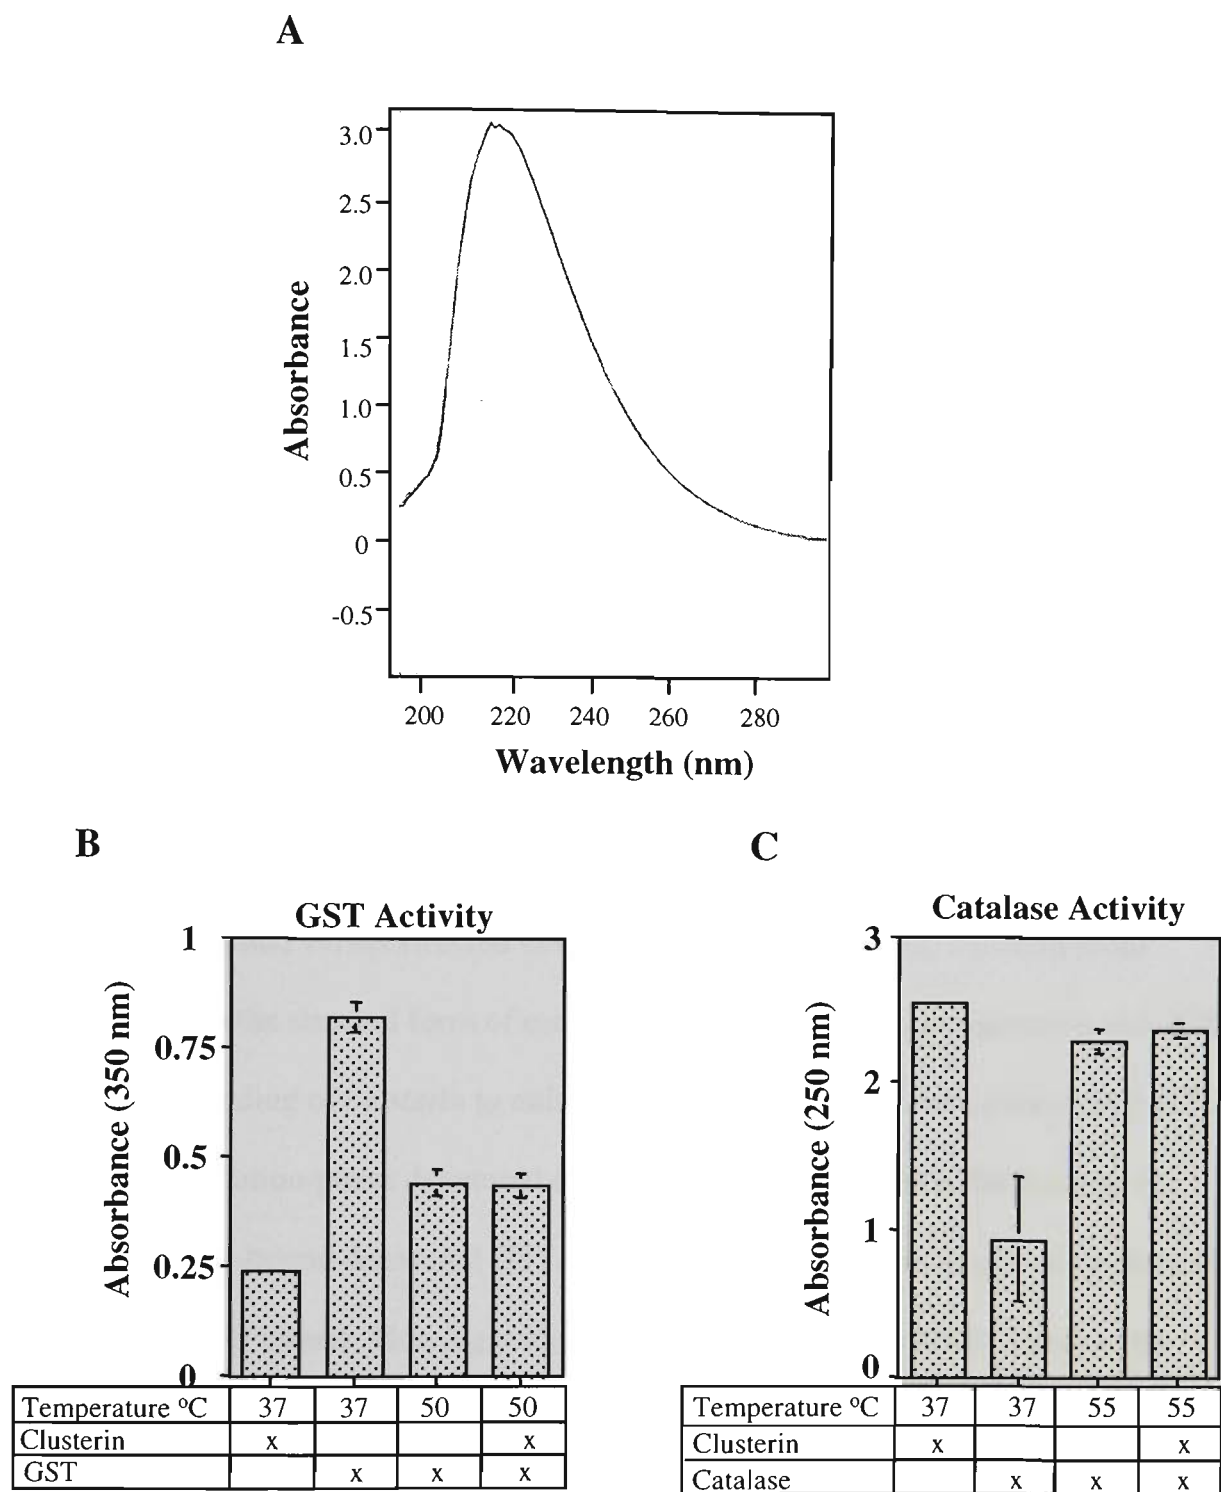 A
3.0
2.5
2.0
1.5
1.0
0.5
0
-0.5
Absorbance
200 220 240 260 280
Wavelength (nm)
B
GST Activity
1
0.75
0.5
0.25
0
Absorbance (350 nm)
Temperature °C 37 37 50 50
Clusterin x x
GST x x x
C
Catalase Activity
3
2
1
0
Absorbance (250 nm)
Temperature °C 37 37 55 55
Clusterin x x
Catalase x x x